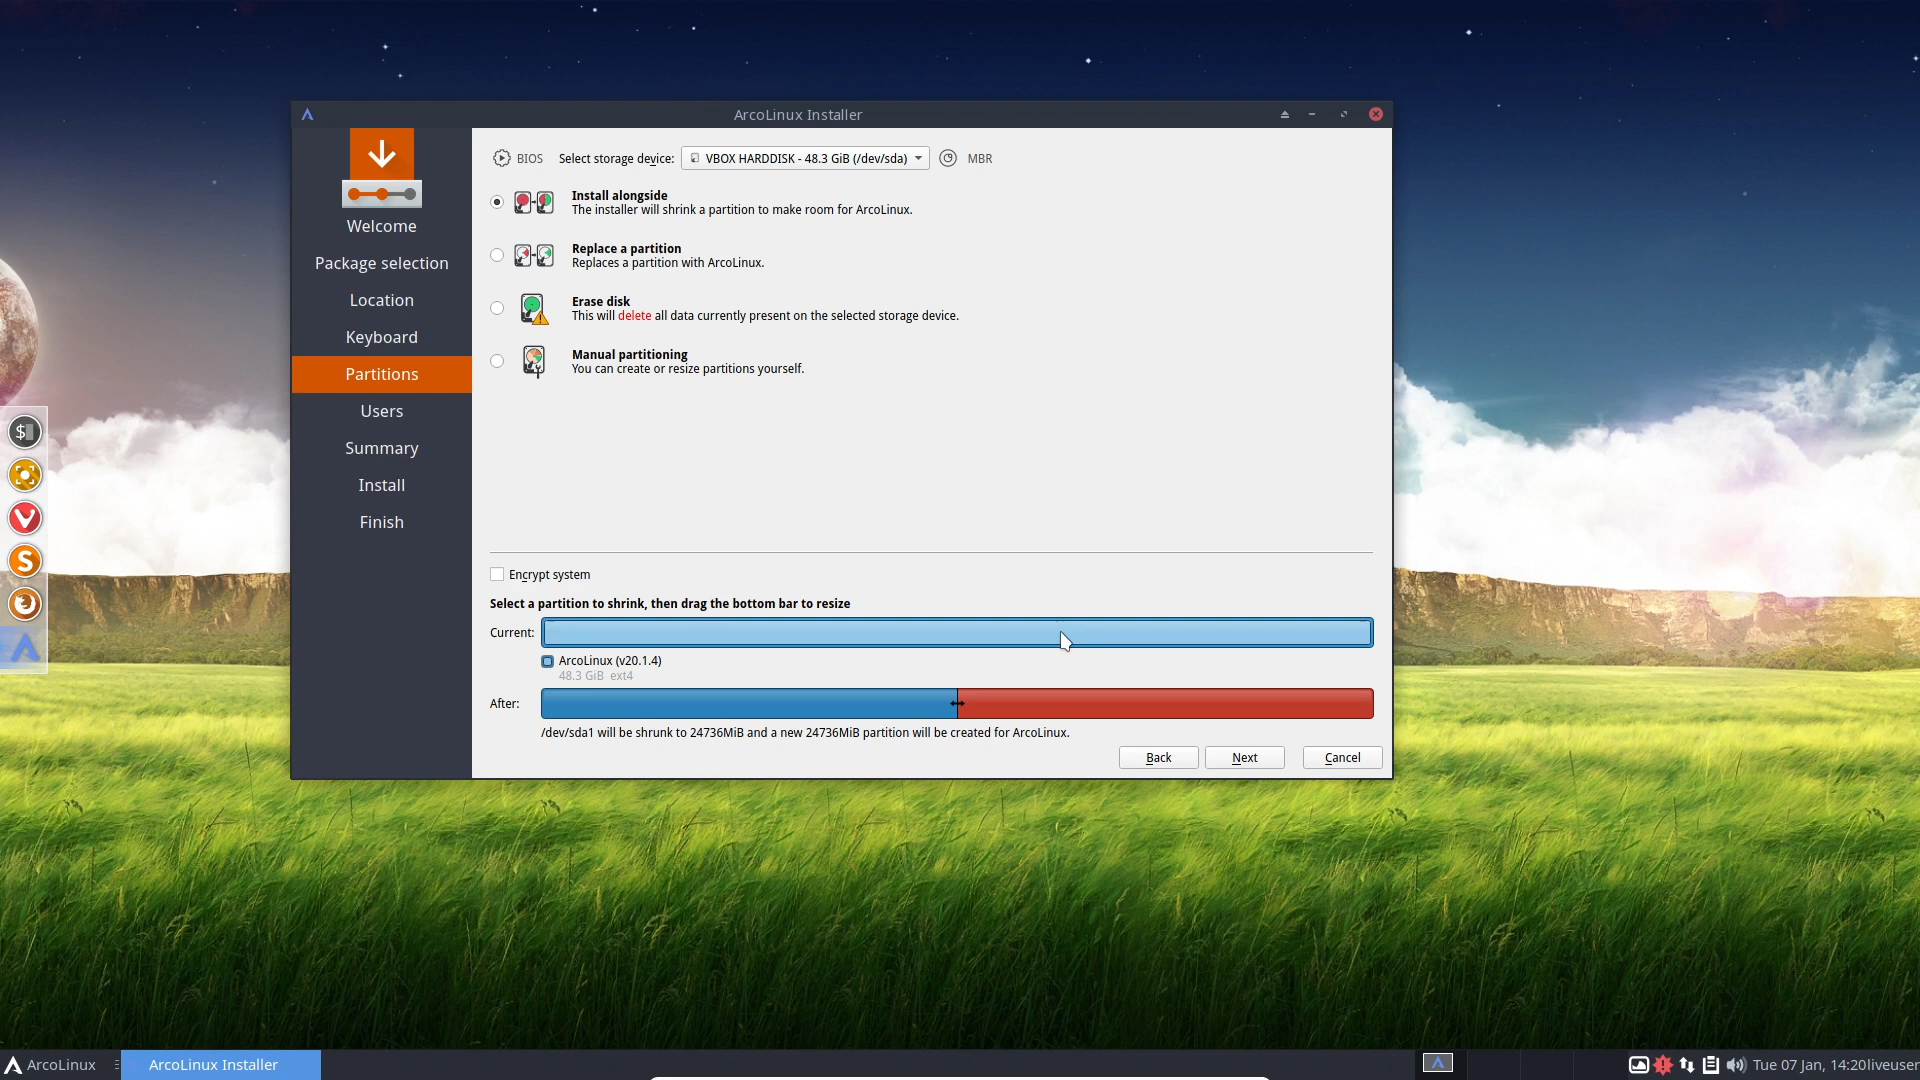 ArcoLinux Installer
BIOS Select storage device: VBOX HARDDISK - 48.3 GiB (/dev/sda) MBR
Welcome
Package selection
Location
Keyboard
Partitions
Users
Summary
Install
Finish
Install alongside
The installer will shrink a partition to make room for ArcoLinux.
Replace a partition
Replaces a partition with ArcoLinux.
Erase disk
This will delete all data currently present on the selected storage device.
Manual partitioning
You can create or resize partitions yourself.
Encrypt system
Select a partition to shrink, then drag the bottom bar to resize
Current:
ArcoLinux (v20.1.4)
48.3 GiB ext4
After:
/dev/sda1 will be shrunk to 24736MiB and a new 24736MiB partition will be created for ArcoLinux.
Back Next Cancel
ArcoLinux ArcoLinux Installer Tue 07 Jan, 14:20liveuser